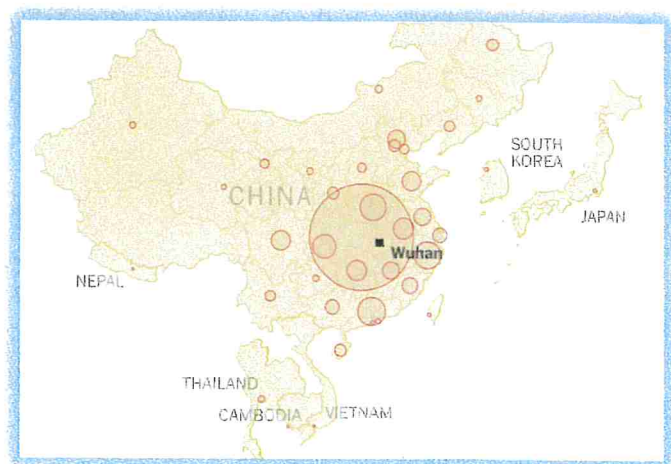 SOUTH
KOREA
CHINA
JAPAN
Wuhan
NEPAL
THAILAND
CAMBODIA
VIETNAM